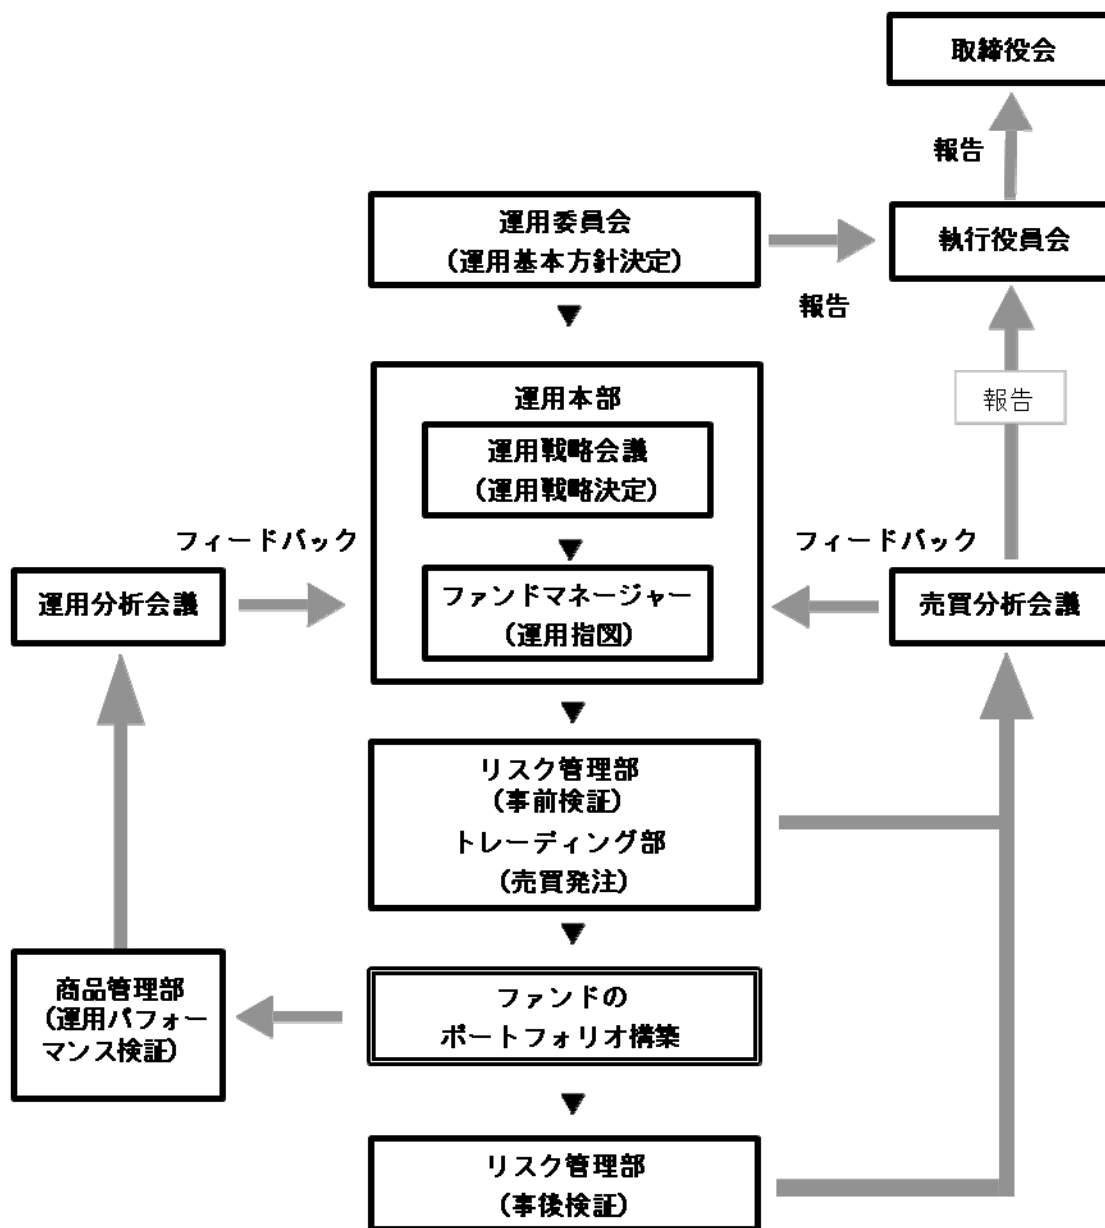 取締役会
報告
運用委員会
(運用基本方針決定)
執行役員会
報告
運用本部
報告
運用戦略会議
(運用戦略決定)
フィードバック
フィードバック
運用分析会議
ファンドマネージャー
(運用指図)
売買分析会議
リスク管理部
(事前検証)
トレーディング部
(売買発注)
商品管理部
(運用パフォー
マンス検証)
ファンドの
ポートフォリオ構築
リスク管理部
(事後検証)